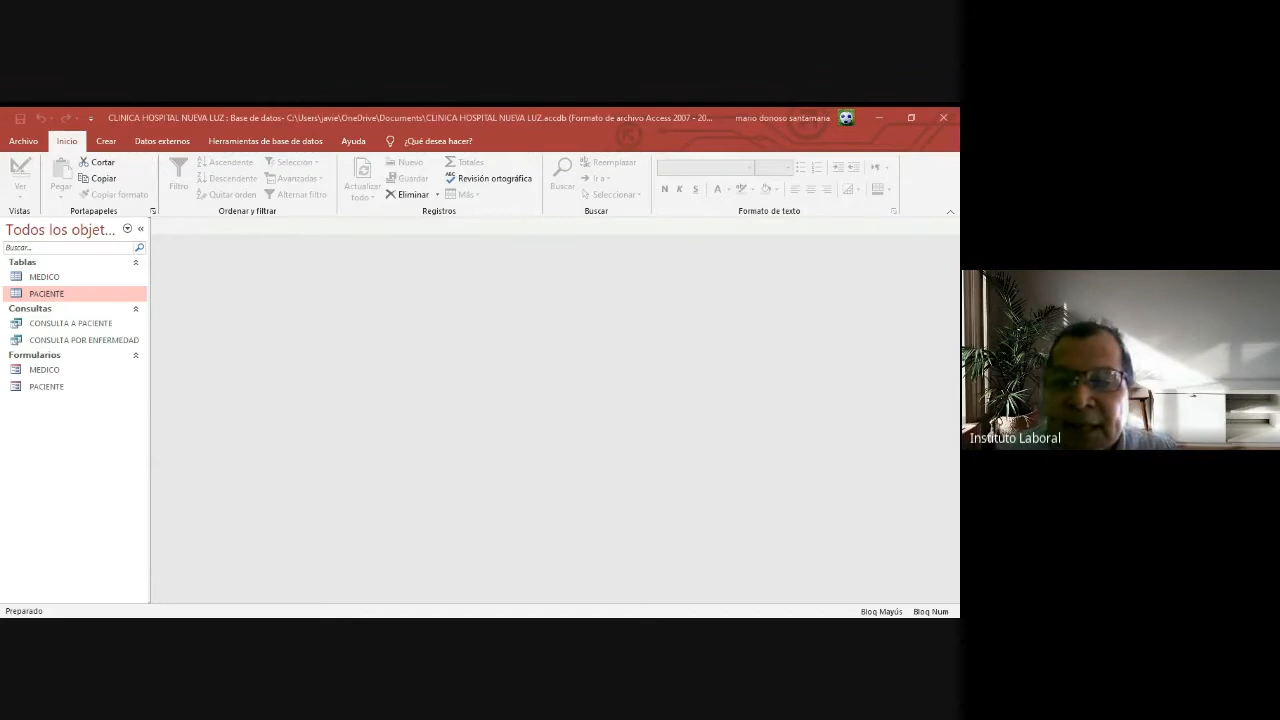 CLINICA HOSPITAL NUEVA LUZ : Base de datos- C:\Users\javie\OneDrive\Documents\CLINICA HOSPITAL NUEVA LUZ.accdb (Formato de archivo Access 2007 - 20... mario donoso santamaria
Archivo Inicio Crear Datos externos Herramientas de base de datos Ayuda ¿Qué desea hacer?
Ver
Vistas
Pegar
Cortar
Copiar
Copiar formato
Portapapeles
Filtro
Ascendente
Descendente
Quitar orden
Selección
Avanzadas
Alternar filtro
Ordenar y filtrar
Actualizar
todo
Nuevo
Guardar
Eliminar
Totales
Revisión ortográfica
Más
Registros
Buscar
Reemplazar
Ir a
Seleccionar
Buscar
N K S A
Formato de texto
Todos los objet...
Buscar...
Tablas
MEDICO
PACIENTE
Consultas
CONSULTA A PACIENTE
CONSULTA POR ENFERMEDAD
Formularios
MEDICO
PACIENTE
Instituto Laboral
Preparado
Bloq Mayús Bloq Num